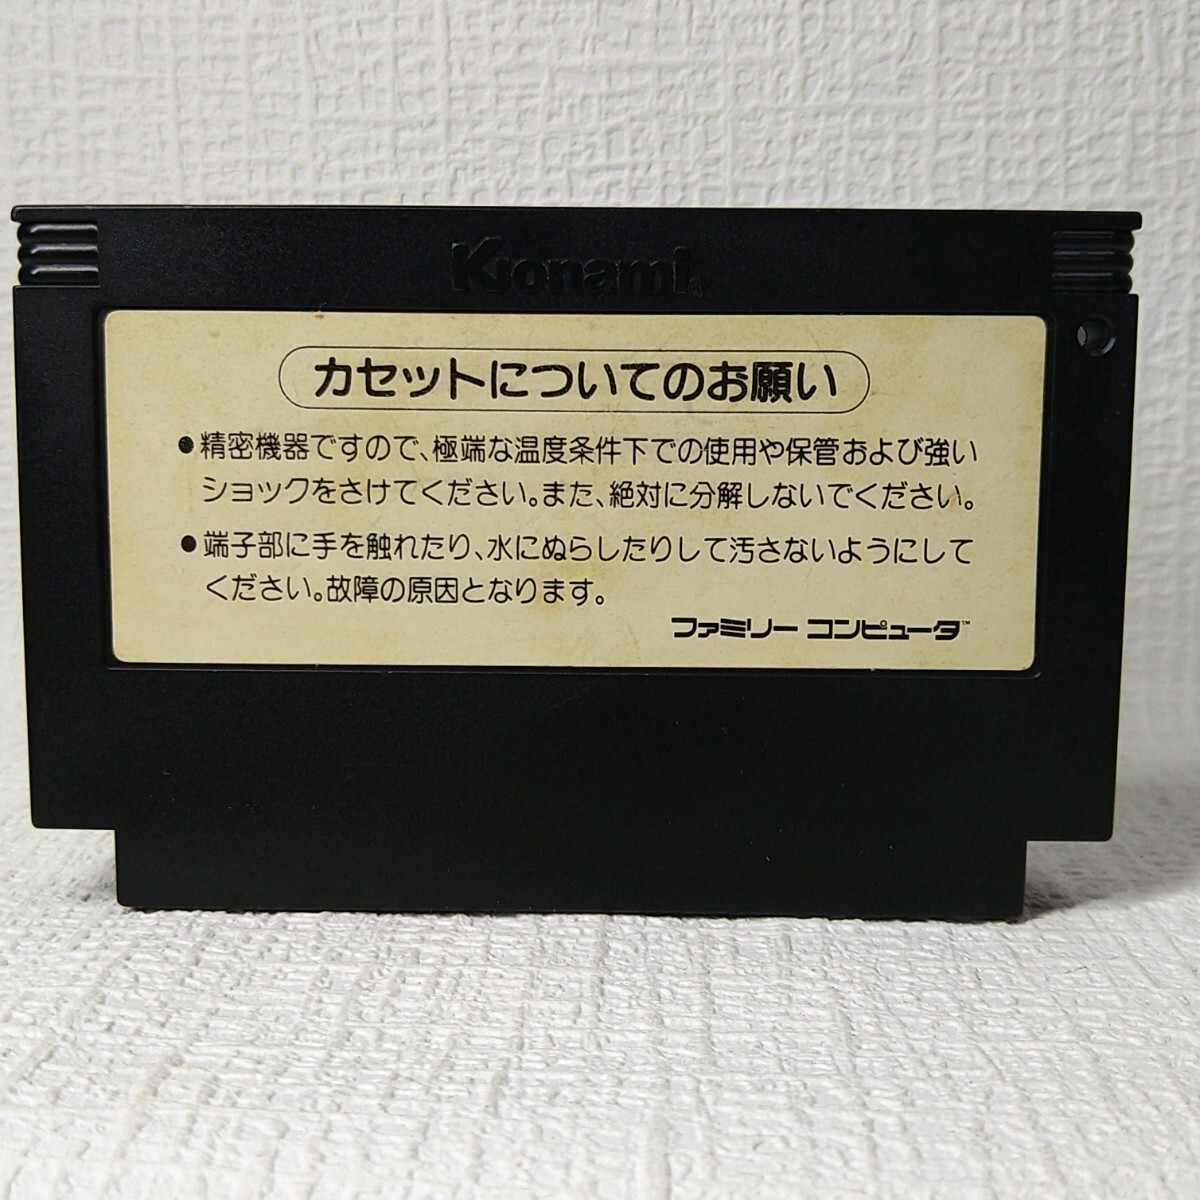 Konami
カセットについてのお願い
●精密機器ですので、極端な温度条件下での使用や保管および強い
ショックをさけてください。また、絶対に分解しないでください。
●端子部に手を触れたり、水にぬらしたりして汚さないようにして
ください。故障の原因となります。
ファミリー コンピュータ™